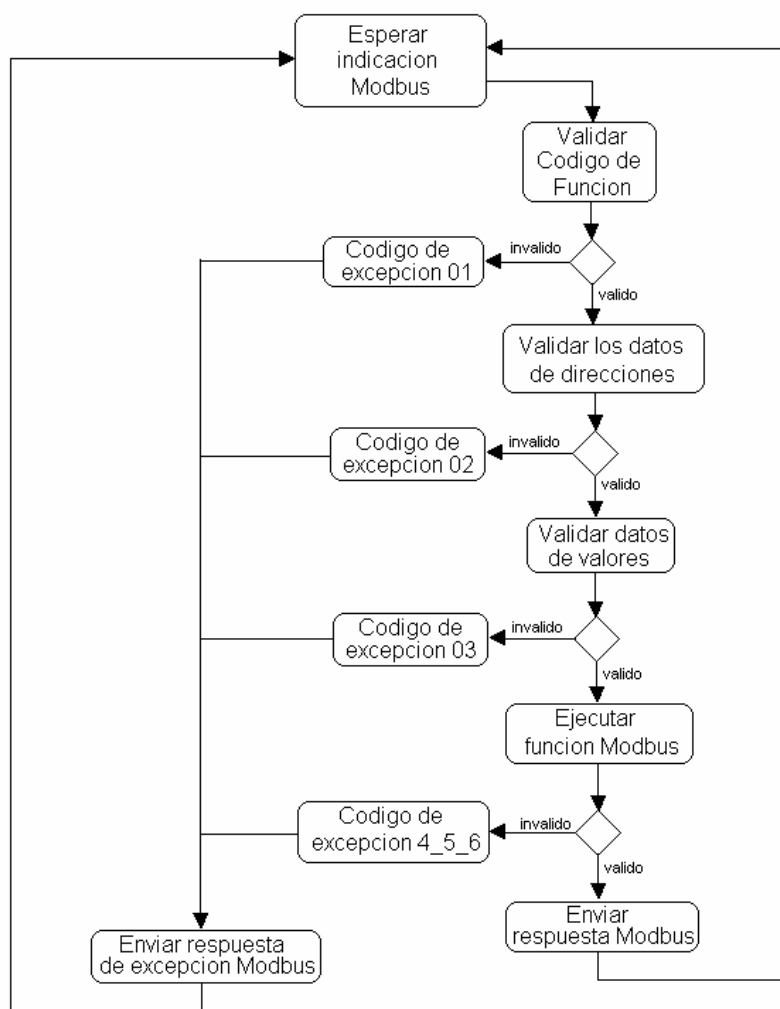 Esperar
indicacion
Modbus
Validar
Codigo de
Funcion
Codigo de
excepcion 01
invalido
valido
Validar los datos
de direcciones
Codigo de
excepcion 02
invalido
valido
Validar datos
de valores
Codigo de
excepcion 03
invalido
valido
Ejecutar
funcion Modbus
Codigo de
excepcion 4_5_6
invalido
valido
Enviar respuesta
de excepcion Modbus
Enviar
respuesta Modbus